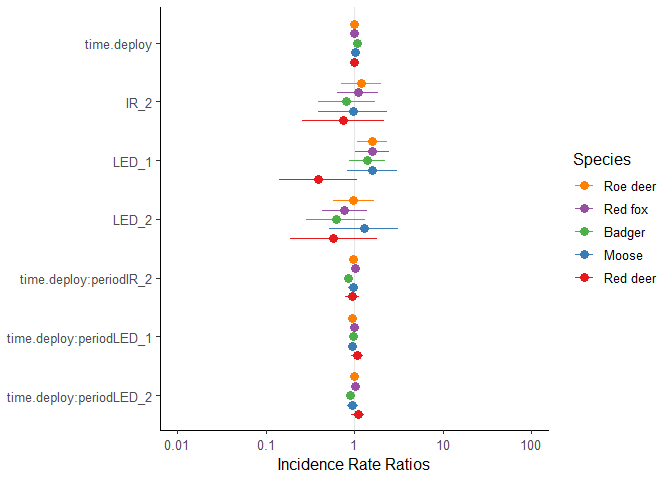 time.deploy
IR_2
LED_1
LED_2
time.deploy:periodIR_2
time.deploy:periodLED_1
time.deploy:periodLED_2
0.01 0.1 1 10 100
Incidence Rate Ratios
Species
Roe deer
Red fox
Badger
Moose
Red deer